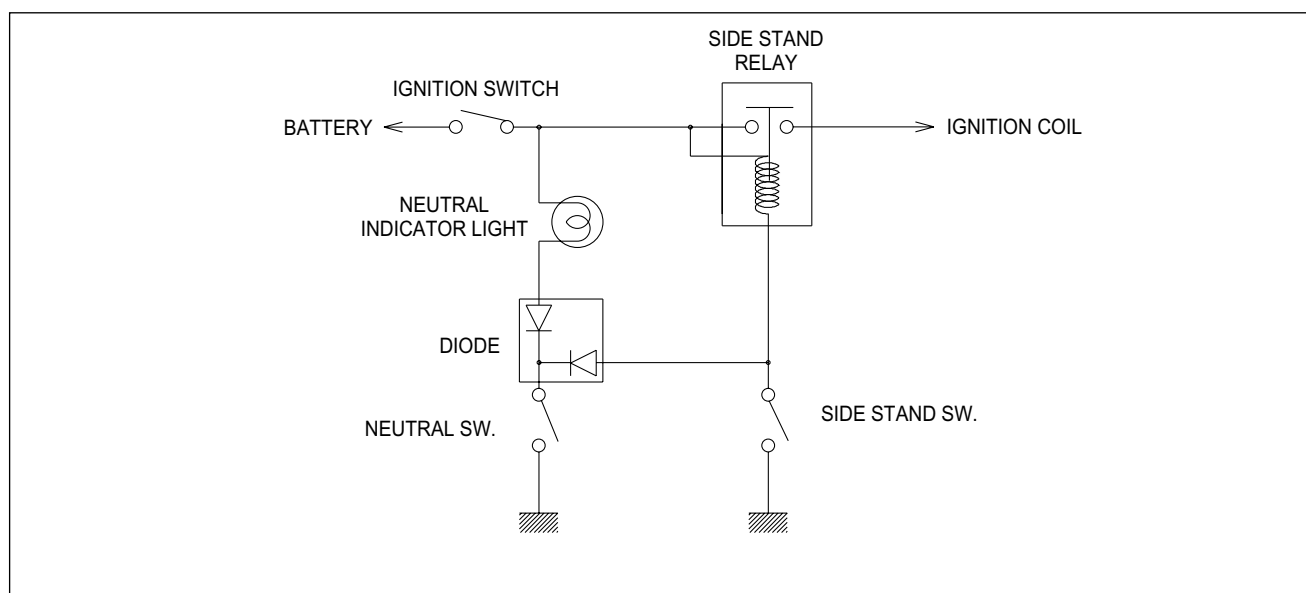 SIDE STAND
RELAY
IGNITION SWITCH
BATTERY
IGNITION COIL
NEUTRAL
INDICATOR LIGHT
DIODE
NEUTRAL SW.
SIDE STAND SW.